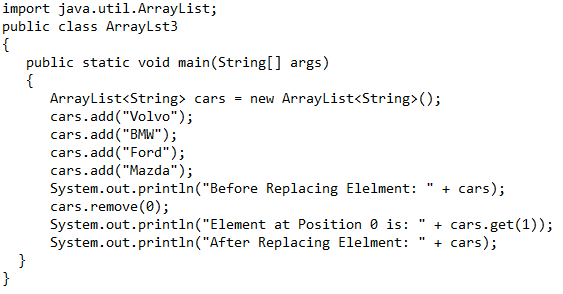 import java.util.ArrayList;
public class ArrayLst3
{
public static void main(String[] args)
{
ArrayList<String> cars = new ArrayList<String>();
cars.add("Volvo");
cars.add("BMW");
cars.add("Ford");
cars.add("Mazda");
System.out.println("Before Replacing Elelment: " + cars);
cars.remove(0);
System.out.println("Element at Position 0 is: " + cars.get(1));
System.out.println("After Replacing Elelment: " + cars);
}
}